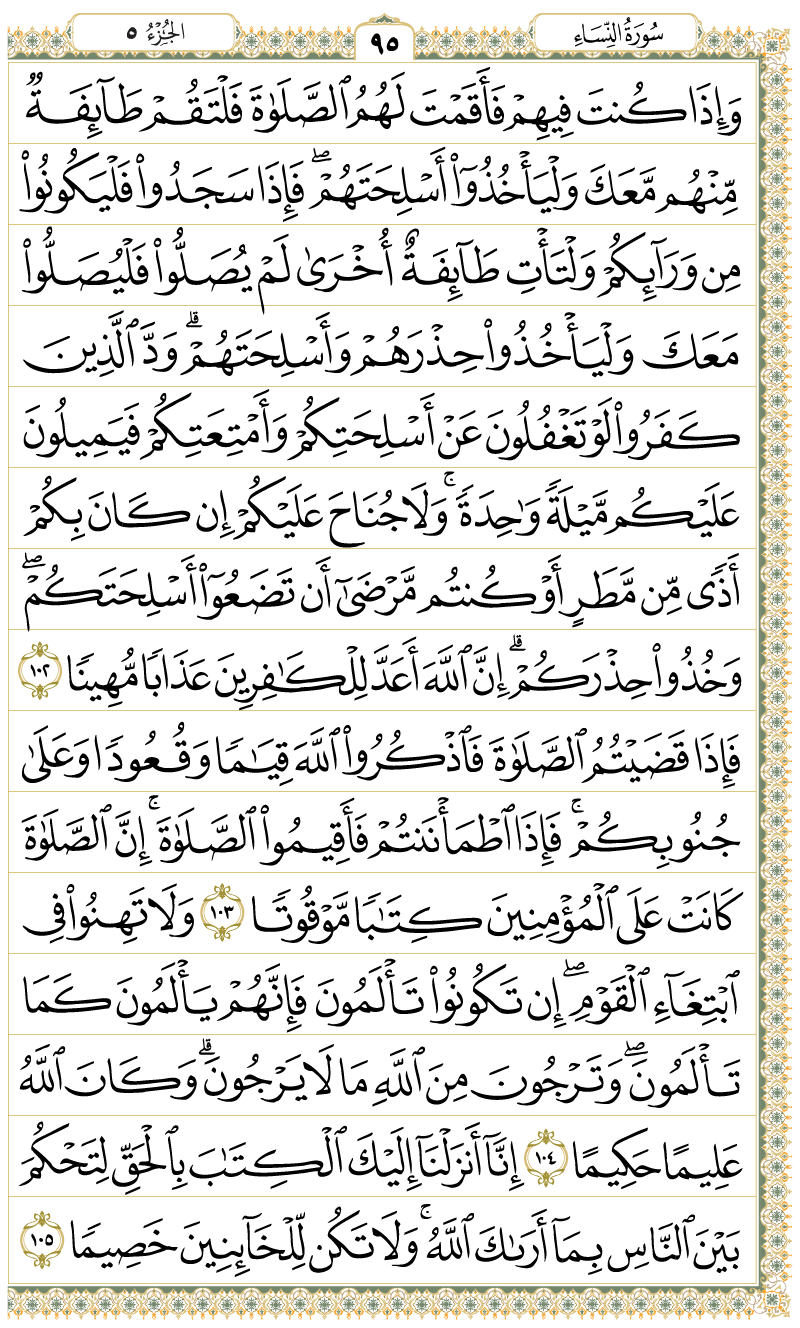 سُورَةُ النِّسَاءِ
٩٥
الجُزْءُ ٥
وَإِذَا كُنتَ فِيهِمْ فَأَقَمْتَ لَهُمُ ٱلصَّلَوٰةَ فَلْتَقُمْ طَآئِفَةٌ
مِّنْهُم مَّعَكَ وَلْيَأْخُذُوٓا۟ أَسْلِحَتَهُمْۖ فَإِذَا سَجَدُوا۟ فَلْيَكُونُوا۟
مِن وَرَآئِكُمْ وَلْتَأْتِ طَآئِفَةٌ أُخْرَىٰ لَمْ يُصَلُّوا۟ فَلْيُصَلُّوا۟
مَعَكَ وَلْيَأْخُذُوا۟ حِذْرَهُمْ وَأَسْلِحَتَهُمْۗ وَدَّ ٱلَّذِينَ
كَفَرُوا۟ لَوْ تَغْفُلُونَ عَنْ أَسْلِحَتِكُمْ وَأَمْتِعَتِكُمْ فَيَمِيلُونَ
عَلَيْكُم مَّيْلَةً وَٰحِدَةًۚ وَلَا جُنَاحَ عَلَيْكُمْ إِن كَانَ بِكُمْ
أَذًى مِّن مَّطَرٍ أَوْ كُنتُم مَّرْضَىٰٓ أَن تَضَعُوٓا۟ أَسْلِحَتَكُمْۖ
وَخُذُوا۟ حِذْرَكُمْۗ إِنَّ ٱللَّهَ أَعَدَّ لِلْكَـٰفِرِينَ عَذَابًا مُّهِينًا ١٠٢
فَإِذَا قَضَيْتُمُ ٱلصَّلَوٰةَ فَٱذْكُرُوا۟ ٱللَّهَ قِيَـٰمًا وَقُعُودًا وَعَلَىٰ
جُنُوبِكُمْۚ فَإِذَا ٱطْمَأْنَنتُمْ فَأَقِيمُوا۟ ٱلصَّلَوٰةَۚ إِنَّ ٱلصَّلَوٰةَ
كَانَتْ عَلَى ٱلْمُؤْمِنِينَ كِتَـٰبًا مَّوْقُوتًا ١٠٣ وَلَا تَهِنُوا۟ فِى
ٱبْتِغَآءِ ٱلْقَوْمِۖ إِن تَكُونُوا۟ تَأْلَمُونَ فَإِنَّهُمْ يَأْلَمُونَ كَمَا
تَأْلَمُونَۖ وَتَرْجُونَ مِنَ ٱللَّهِ مَا لَا يَرْجُونَۗ وَكَانَ ٱللَّهُ
عَلِيمًا حَكِيمًا ١٠٤ إِنَّآ أَنزَلْنَآ إِلَيْكَ ٱلْكِتَـٰبَ بِٱلْحَقِّ لِتَحْكُمَ
بَيْنَ ٱلنَّاسِ بِمَآ أَرَىٰكَ ٱللَّهُۚ وَلَا تَكُن لِّلْخَآئِنِينَ خَصِيمًا ١٠٥